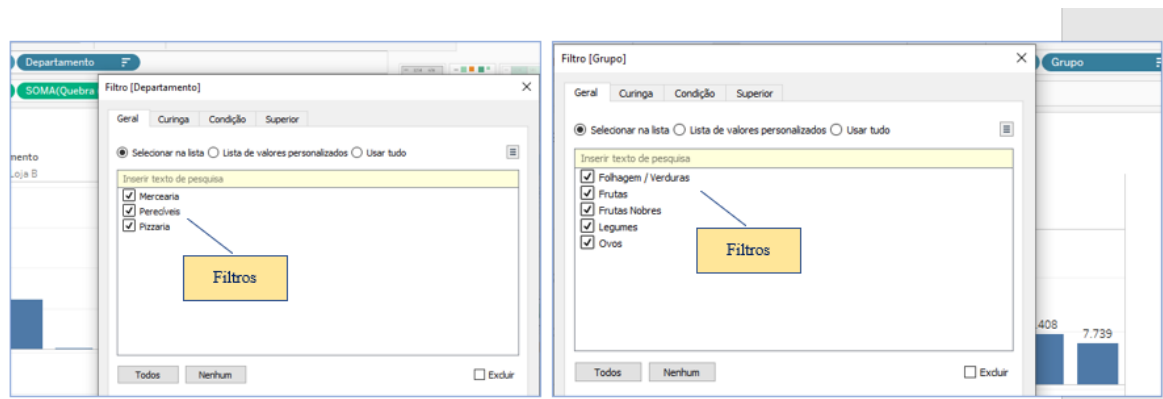 Departamento
SOMA(Quebra
mento
Loja B
Filtro [Departamento]
Geral Curinga Condição Superior
Selecionar na lista Lista de valores personalizados Usar tudo
Inserir texto de pesquisa
Mercearia
Perecíveis
Pizzaria
Filtros
Todos Nenhum Excluir
Filtro [Grupo]
Geral Curinga Condição Superior
Selecionar na lista Lista de valores personalizados Usar tudo
Inserir texto de pesquisa
Folhagem / Verduras
Frutas
Frutas Nobres
Legumes
Ovos
Filtros
Todos Nenhum Excluir
Grupo
.408
7.739